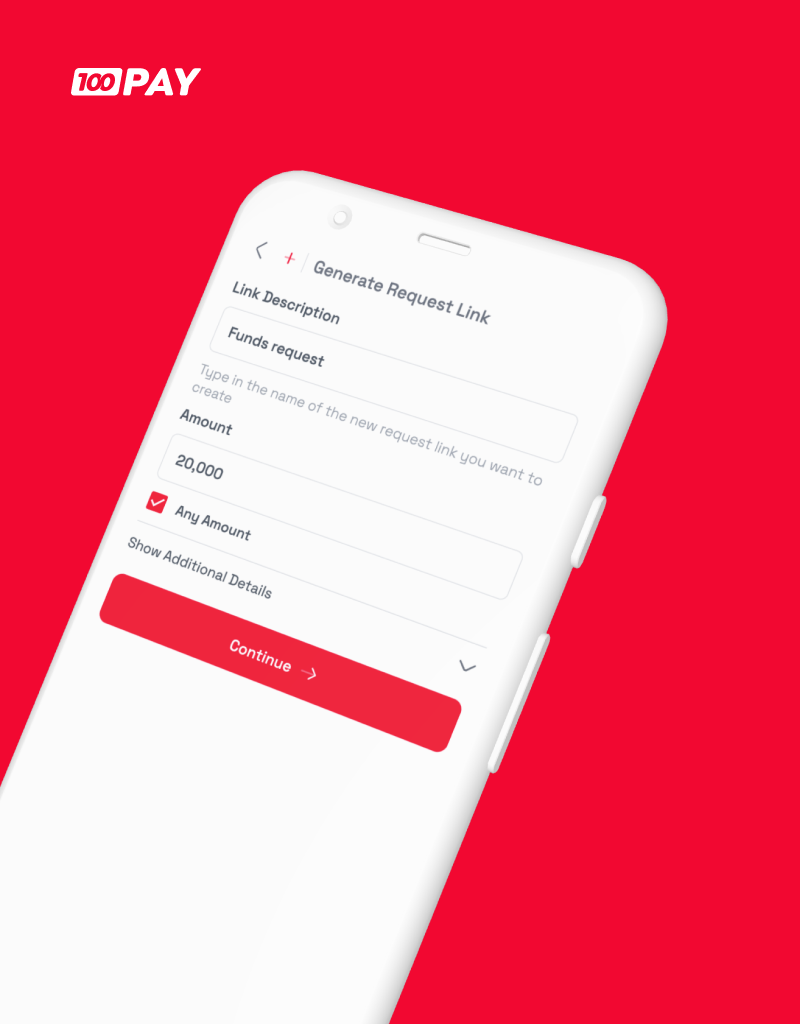 100PAY
Generate Request Link
Link Description
Funds request
Type in the name of the new request link you want to
create
Amount
20,000
Any Amount
Show Additional Details
Continue